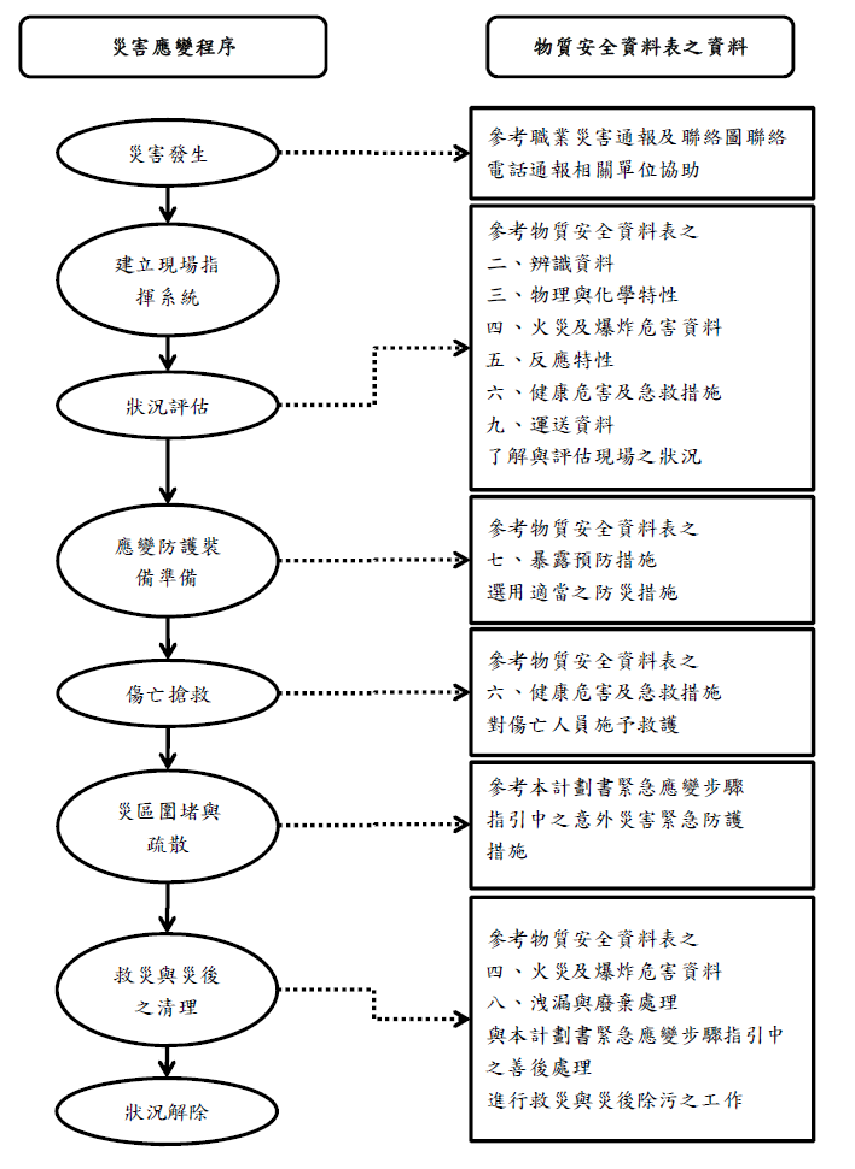 災害應變程序
物質安全資料表之資料
災害發生
參考職業災害通報及聯絡圖聯絡
電話通報相關單位協助
建立現場指
揮系統
狀況評估
參考物質安全資料表之
二、辨識資料
三、物理與化學特性
四、火災及爆炸危害資料
五、反應特性
六、健康危害及急救措施
九、運送資料
了解與評估現場之狀況
應變防護裝
備準備
參考物質安全資料表之
七、暴露預防措施
選用適當之防災措施
傷亡搶救
參考物質安全資料表之
六、健康危害及急救措施
對傷亡人員施予救護
災區圍堵與
疏散
參考本計劃書緊急應變步驟
指引中之意外災害緊急防護
措施
救災與災後
之清理
參考物質安全資料表之
四、火災及爆炸危害資料
八、洩漏與廢棄處理
與本計劃書緊急應變步驟指引中
之善後處理
進行救災與災後除污之工作
狀況解除